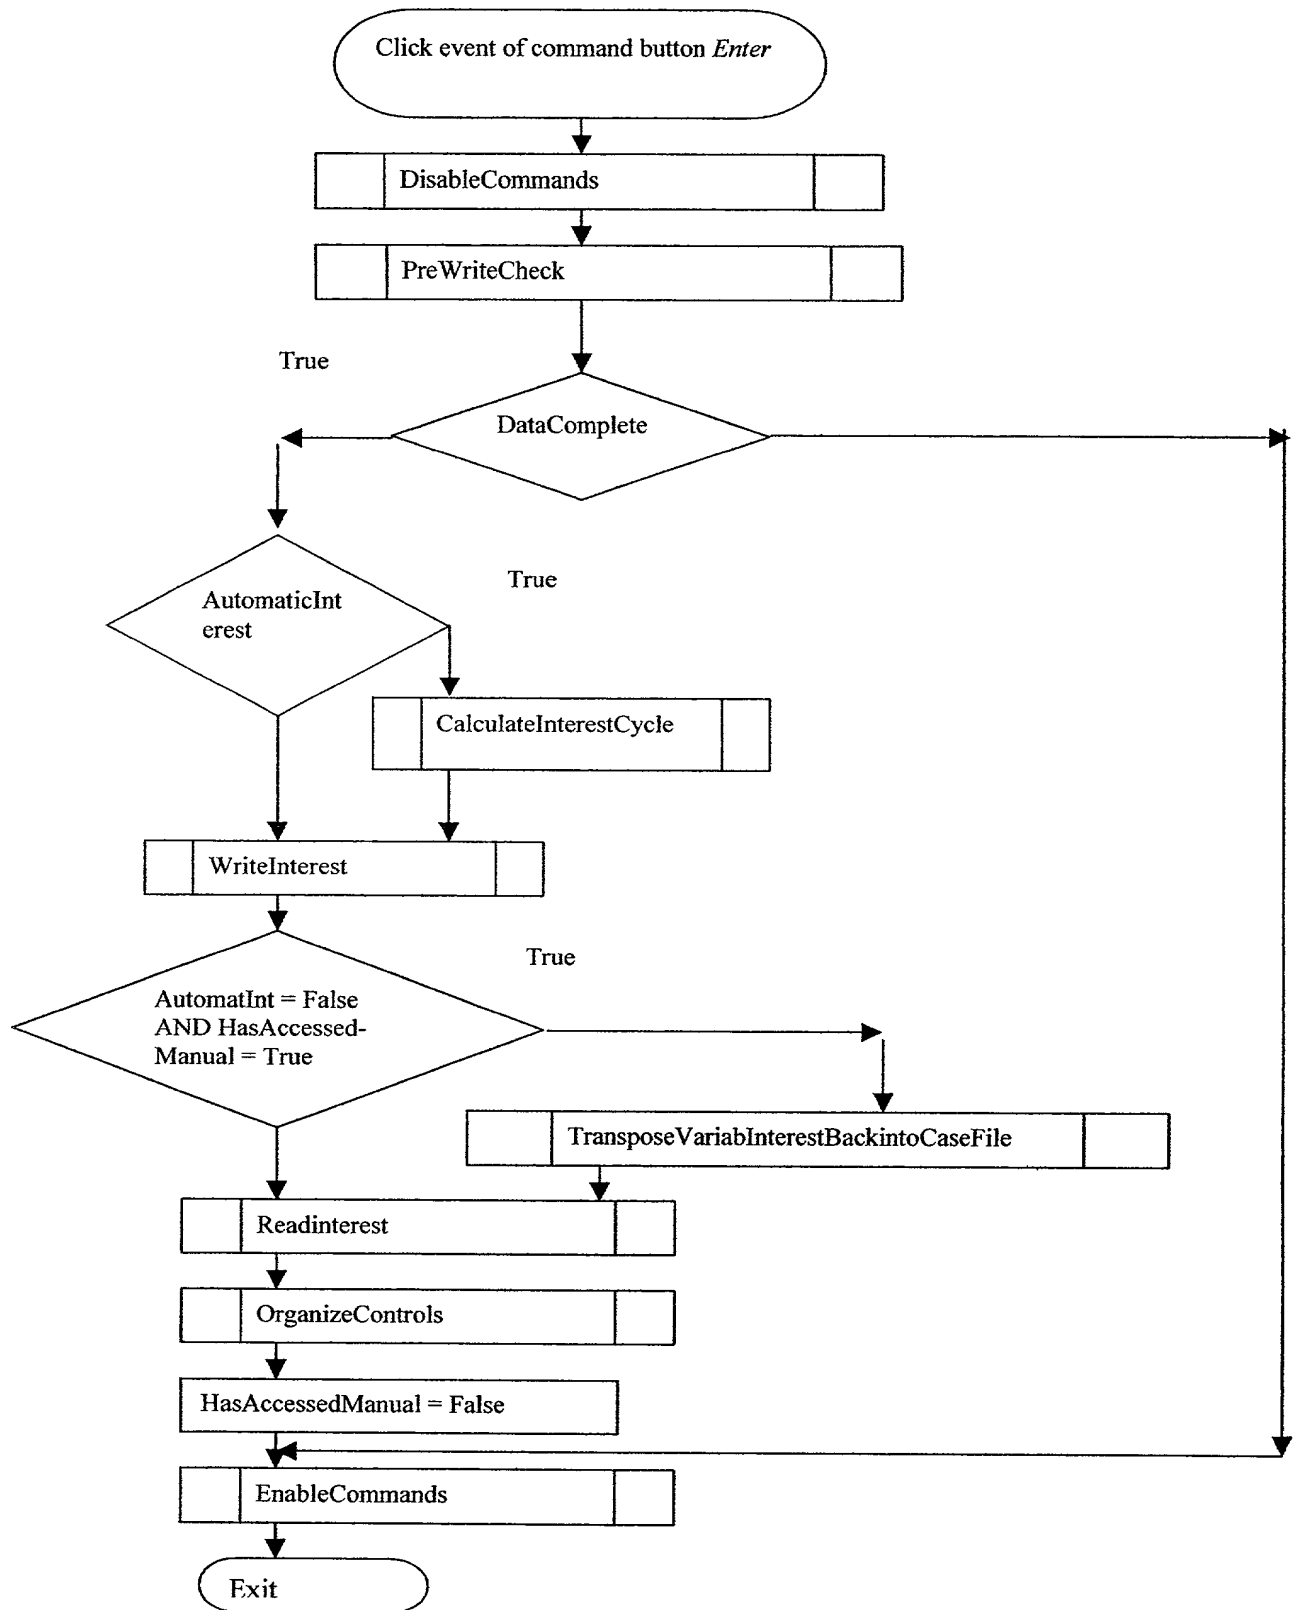 Click event of command button Enter
DisableCommands
PreWriteCheck
True
DataComplete
True
AutomaticInt
erest
CalculateInterestCycle
WriteInterest
True
AutomatInt = False
AND HasAccessed-
Manual = True
TransposeVariabInterestBackintoCaseFile
Readinterest
OrganizeControls
HasAccessedManual = False
EnableCommands
Exit